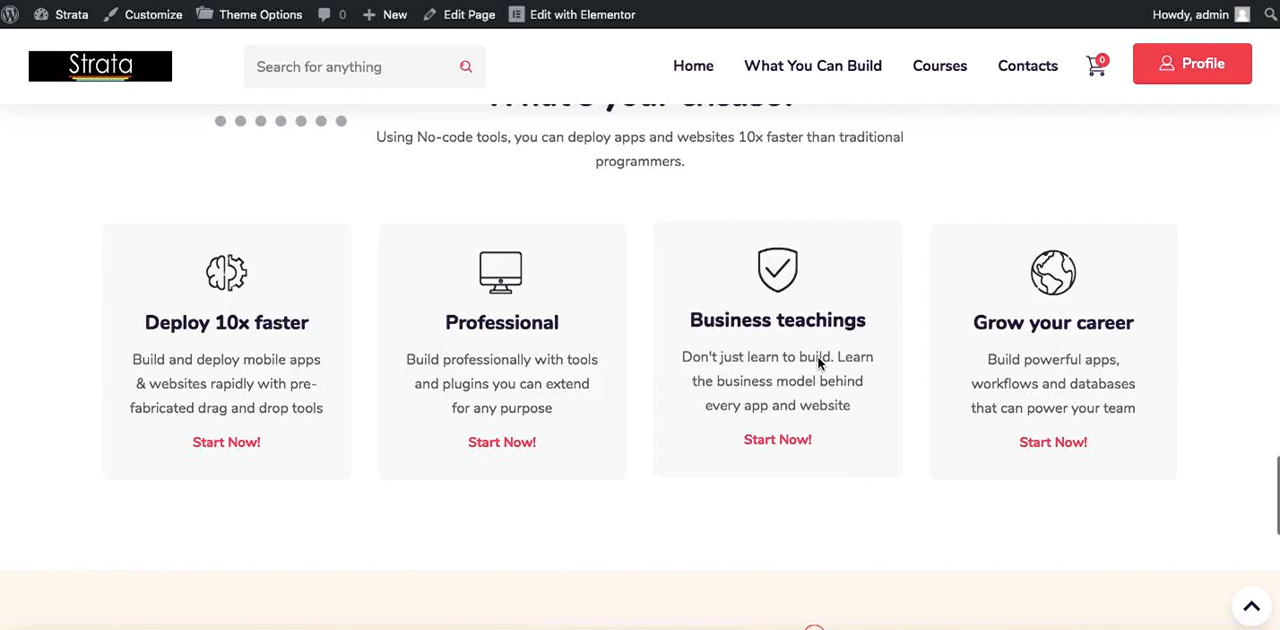 Strata
Customize
Theme Options
0
New
Edit Page
Edit with Elementor
Howdy, admin
Strata
Search for anything
Home
What You Can Build
Courses
Contacts
0
Profile
Using No-code tools, you can deploy apps and websites 10x faster than traditional
programmers.
Deploy 10x faster
Build and deploy mobile apps
& websites rapidly with pre-
fabricated drag and drop tools
Start Now!
Professional
Build professionally with tools
and plugins you can extend
for any purpose
Start Now!
Business teachings
Don't just learn to build. Learn
the business model behind
every app and website
Start Now!
Grow your career
Build powerful apps,
workflows and databases
that can power your team
Start Now!